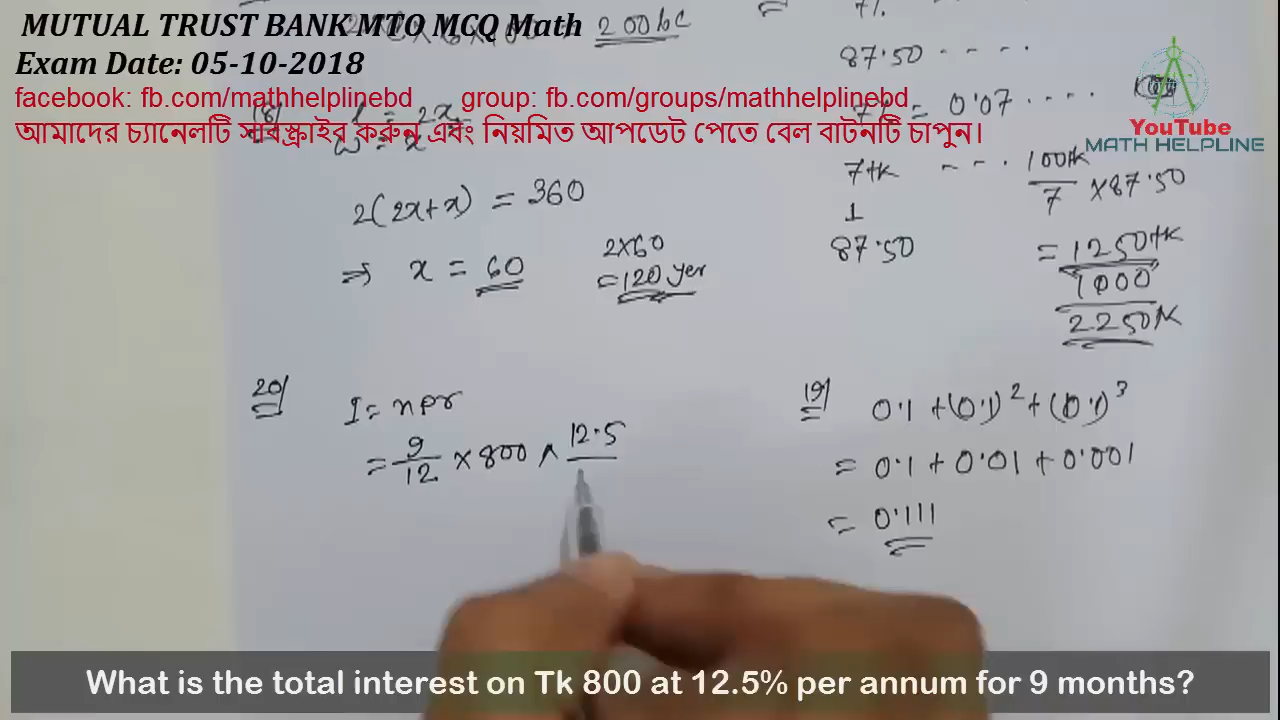 MUTUAL TRUST BANK MTO MCQ Math
Exam Date: 05-10-2018
facebook: fb.com/mathhelplinebd group: fb.com/groups/mathhelplinebd
আমাদের চ্যানেলটি সাবস্ক্রাইব করুন এবং নিয়মিত আপডেট পেতে বেল বাটনটি চাপুন।
YouTube
MATH HELPLINE
200
7%
87.50 ....
7% = 0.07 ....
l = 2x
w = x
2(2x+x) = 360
⇒ x = 60
2×60
=120 yer
7tk .... 100tk/7 × 87.50
1
87.50
= 1250tk
1000
2250tk
20/ I = npr
= 9/12 × 800 × 12.5
19/ 0.1 + (0.1)² + (0.1)³
= 0.1 + 0.01 + 0.001
= 0.111
What is the total interest on Tk 800 at 12.5% per annum for 9 months?